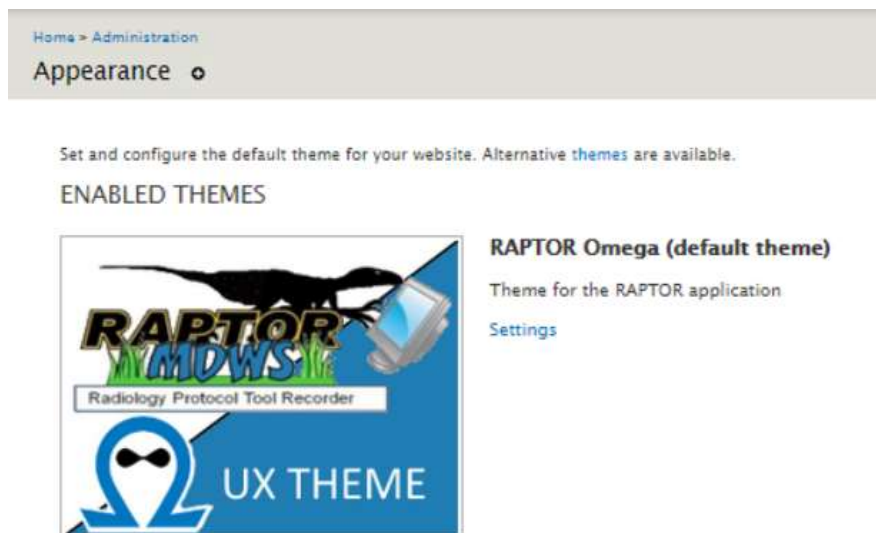 Home » Administration
Appearance
Set and configure the default theme for your website. Alternative themes are available.
ENABLED THEMES
RAPTOR
MDWS
Radiology Protocol Tool Recorder
UX THEME
RAPTOR Omega (default theme)
Theme for the RAPTOR application
Settings